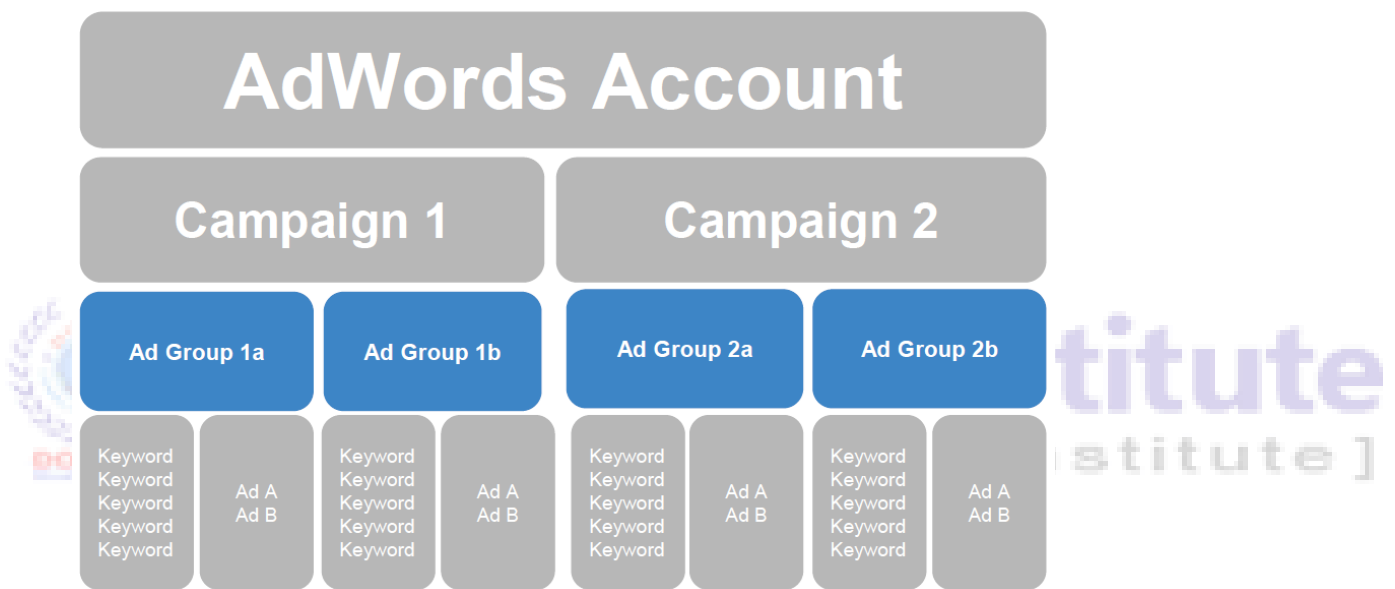 AdWords Account
Campaign 1
Campaign 2
Ad Group 1a
Ad Group 1b
Ad Group 2a
Ad Group 2b
Keyword
Keyword
Keyword
Keyword
Keyword
Ad A
Ad B
Keyword
Keyword
Keyword
Keyword
Keyword
Ad A
Ad B
Keyword
Keyword
Keyword
Keyword
Keyword
Ad A
Ad B
Keyword
Keyword
Keyword
Keyword
Keyword
Ad A
Ad B
titute
stitute ]